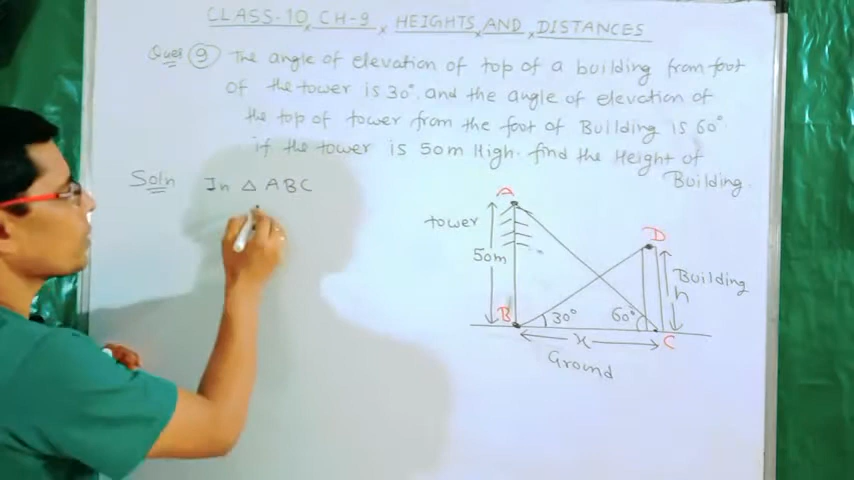 CLASS-10, CH-9, HEIGHTS AND DISTANCES
Ques 9 The angle of elevation of top of a building from foot
of the tower is 30°. and the angle of elevation of
the top of tower from the foot of Building is 60°.
if the tower is 50m High. find the Height of
Building.
Soln In △ ABC
A
tower
50m
B
30°
60°
x
Ground
D
Building
h
C